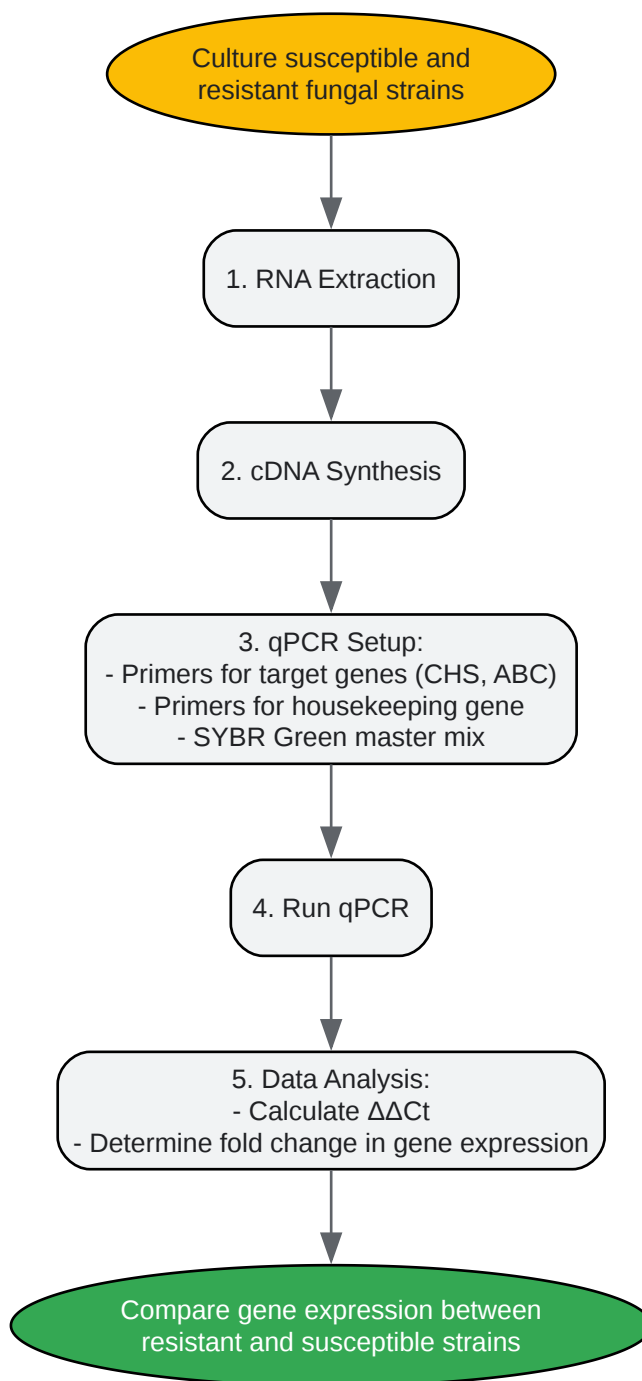 Culture susceptible and
resistant fungal strains
1. RNA Extraction
2. cDNA Synthesis
3. qPCR Setup:
- Primers for target genes (CHS, ABC)
- Primers for housekeeping gene
- SYBR Green master mix
4. Run qPCR
5. Data Analysis:
- Calculate ΔΔCt
- Determine fold change in gene expression
Compare gene expression between
resistant and susceptible strains